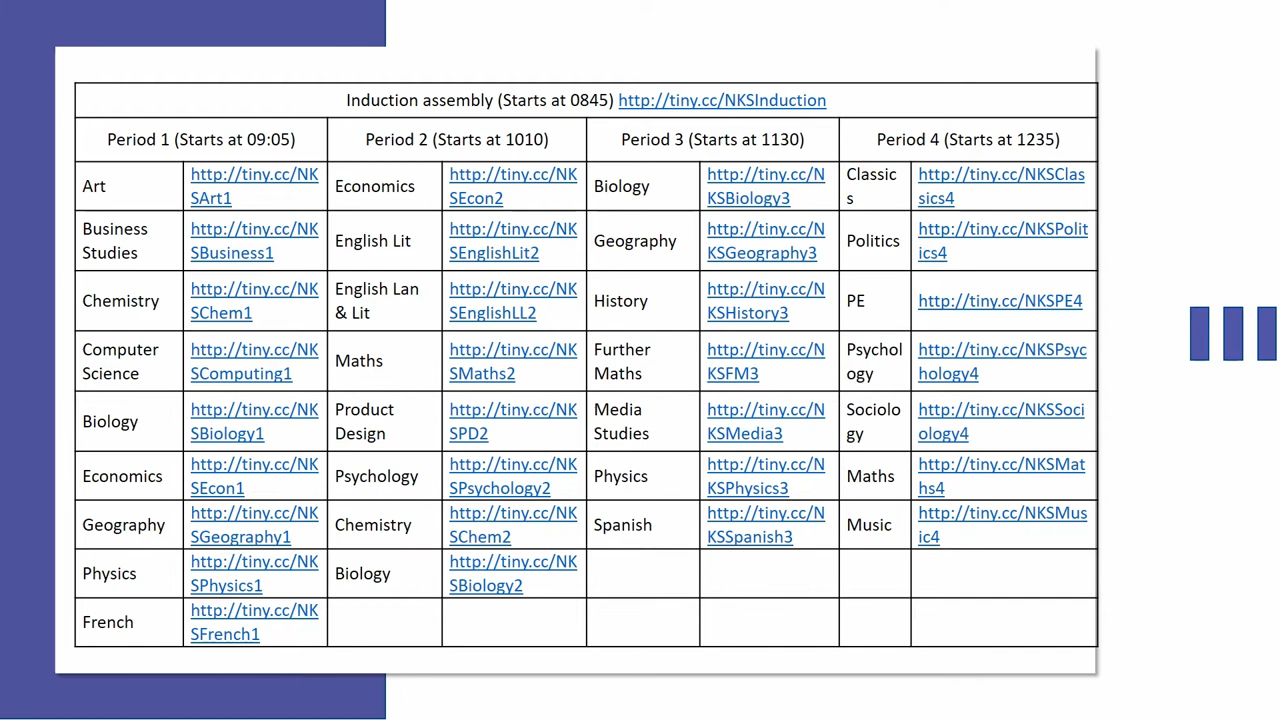 Induction assembly (Starts at 0845) http://tiny.cc/NKSInduction
Period 1 (Starts at 09:05)
Period 2 (Starts at 1010)
Period 3 (Starts at 1130)
Period 4 (Starts at 1235)
Art
http://tiny.cc/NK
SArt1
Economics
http://tiny.cc/NK
SEcon2
Biology
http://tiny.cc/N
KSBiology3
Classic
s
http://tiny.cc/NKSClas
sics4
Business
Studies
http://tiny.cc/NK
SBusiness1
English Lit
http://tiny.cc/NK
SEnglishLit2
Geography
http://tiny.cc/N
KSGeography3
Politics
http://tiny.cc/NKSPolit
ics4
Chemistry
http://tiny.cc/NK
SChem1
English Lan
& Lit
http://tiny.cc/NK
SEnglishLL2
History
http://tiny.cc/N
KSHistory3
PE
http://tiny.cc/NKSPE4
Computer
Science
http://tiny.cc/NK
SComputing1
Maths
http://tiny.cc/NK
SMaths2
Further
Maths
http://tiny.cc/N
KSFM3
Psychol
ogy
http://tiny.cc/NKSPsyc
hology4
Biology
http://tiny.cc/NK
SBiology1
Product
Design
http://tiny.cc/NK
SPD2
Media
Studies
http://tiny.cc/N
KSMedia3
Sociolo
gy
http://tiny.cc/NKSSoci
ology4
Economics
http://tiny.cc/NK
SEcon1
Psychology
http://tiny.cc/NK
SPsychology2
Physics
http://tiny.cc/N
KSPhysics3
Maths
http://tiny.cc/NKSMat
hs4
Geography
http://tiny.cc/NK
SGeography1
Chemistry
http://tiny.cc/NK
SChem2
Spanish
http://tiny.cc/N
KSSpanish3
Music
http://tiny.cc/NKSMus
ic4
Physics
http://tiny.cc/NK
SPhysics1
Biology
http://tiny.cc/NK
SBiology2
French
http://tiny.cc/NK
SFrench1